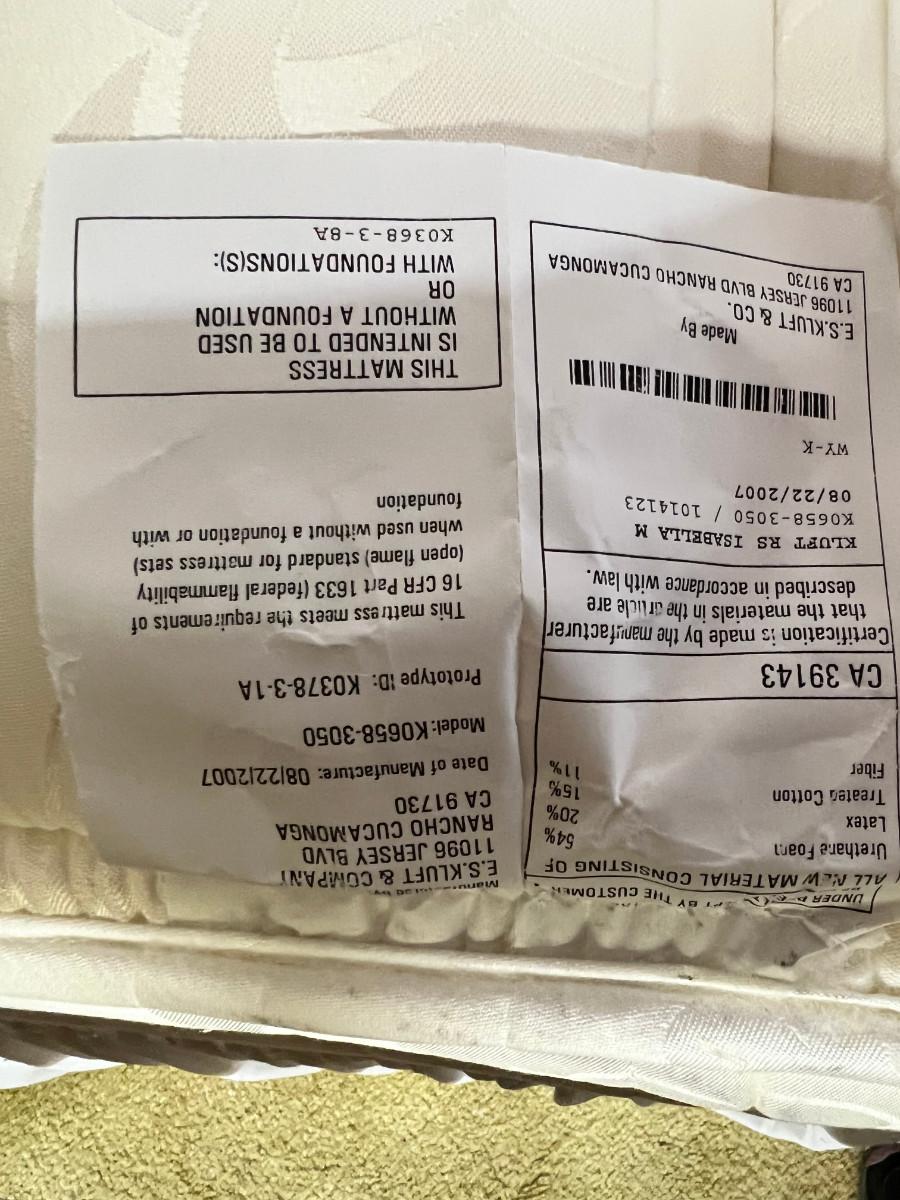 UNDER BY THE CUSTOMER
ALL NEW MATERIAL CONSISTING OF
Urethane Foam 54%
Latex 20%
Treated Cotton 15%
Fiber 11%
CA 39143
Certification is made by the manufacturer
that the materials in the article are
described in accordance with law.
KLUFT RS ISABELLA M
K0658-3050 / 1014123
08/22/2007
WY-K
Made By
E.S.KLUFT & CO.
11096 JERSEY BLVD RANCHO CUCAMONGA
CA 91730
E.S.KLUFT & COMPANY
11096 JERSEY BLVD
RANCHO CUCAMONGA
CA 91730
Date of Manufacture: 08/22/2007
Model: K0658-3050
Prototype ID: K0378-3-1A
This mattress meets the requirements of
16 CFR Part 1633 (federal flammability
(open flame) standard for mattress sets)
when used without a foundation or with
foundation
THIS MATTRESS
IS INTENDED TO BE USED
WITHOUT A FOUNDATION
OR
WITH FOUNDATIONS(S):
K0368-3-8A